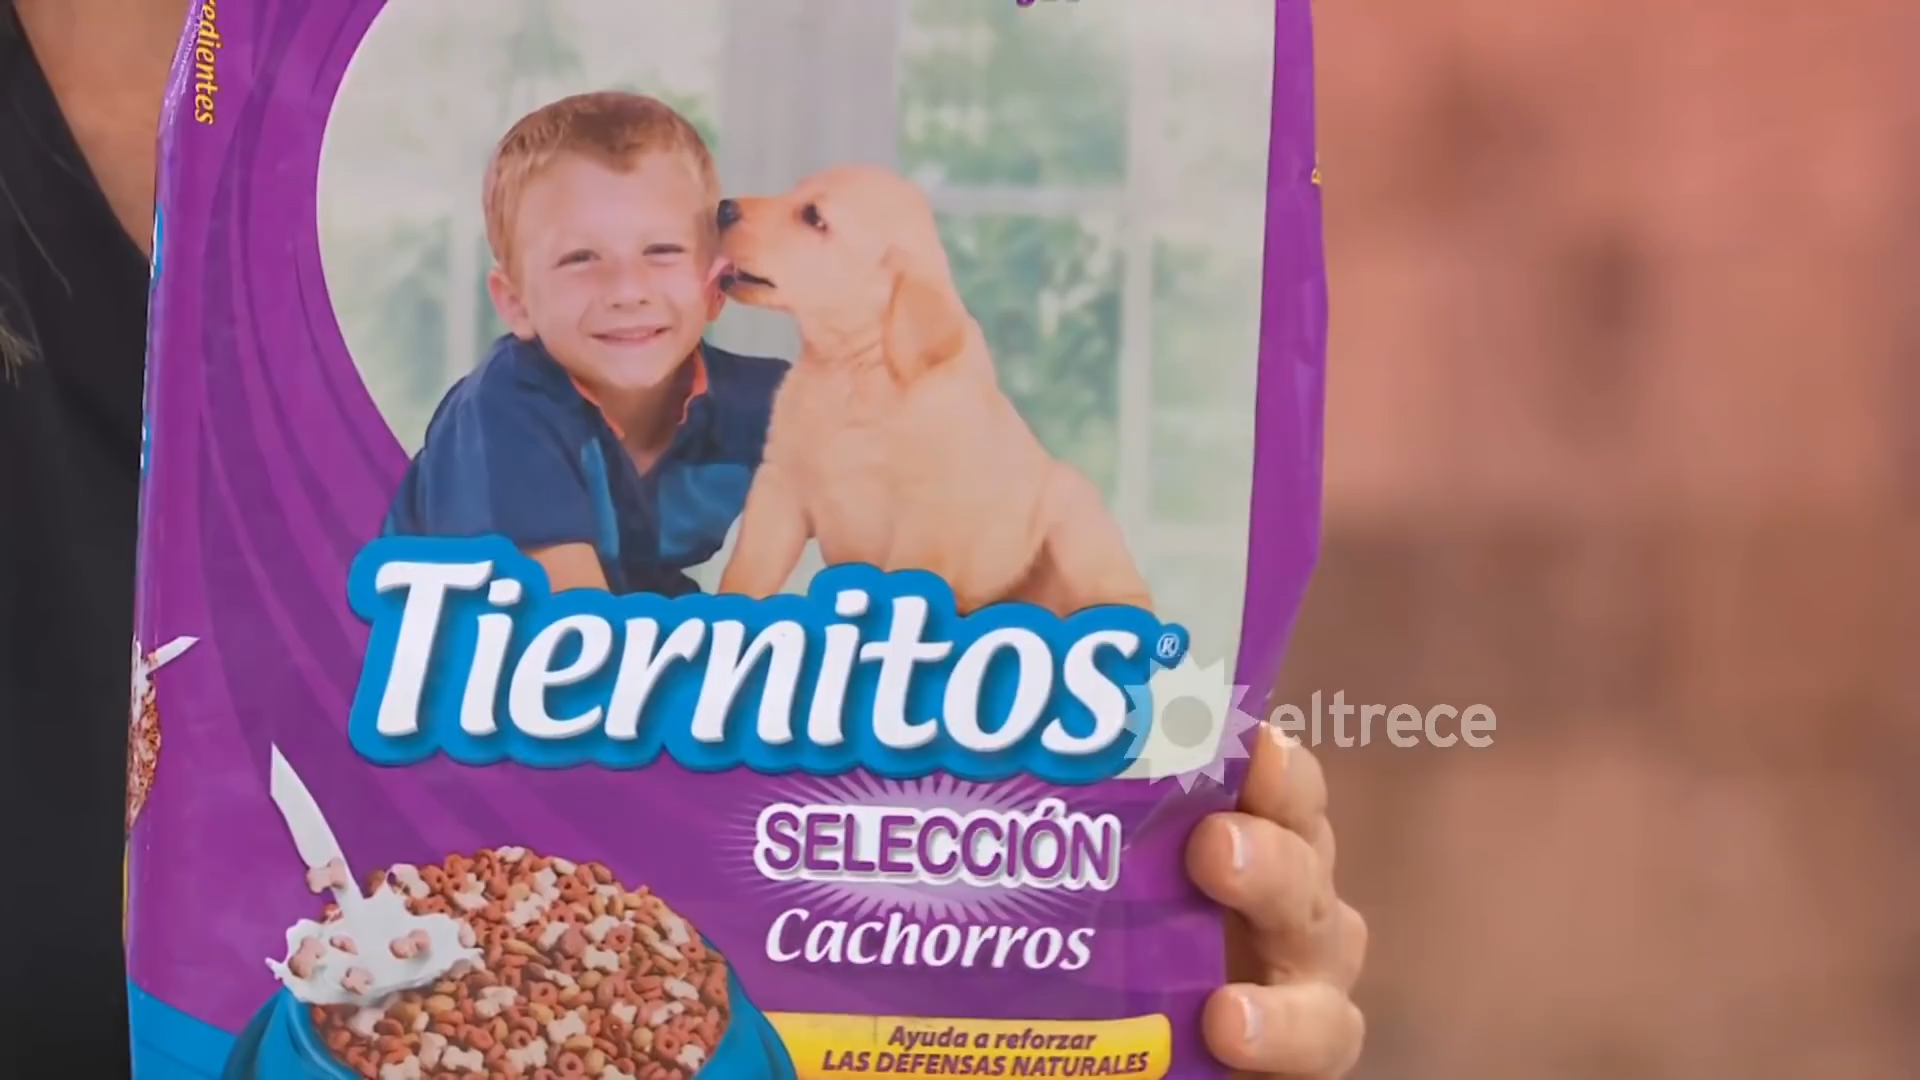 Tiernitos®
eltrece
SELECCIÓN
Cachorros
Ayuda a reforzar
LAS DEFENSAS NATURALES